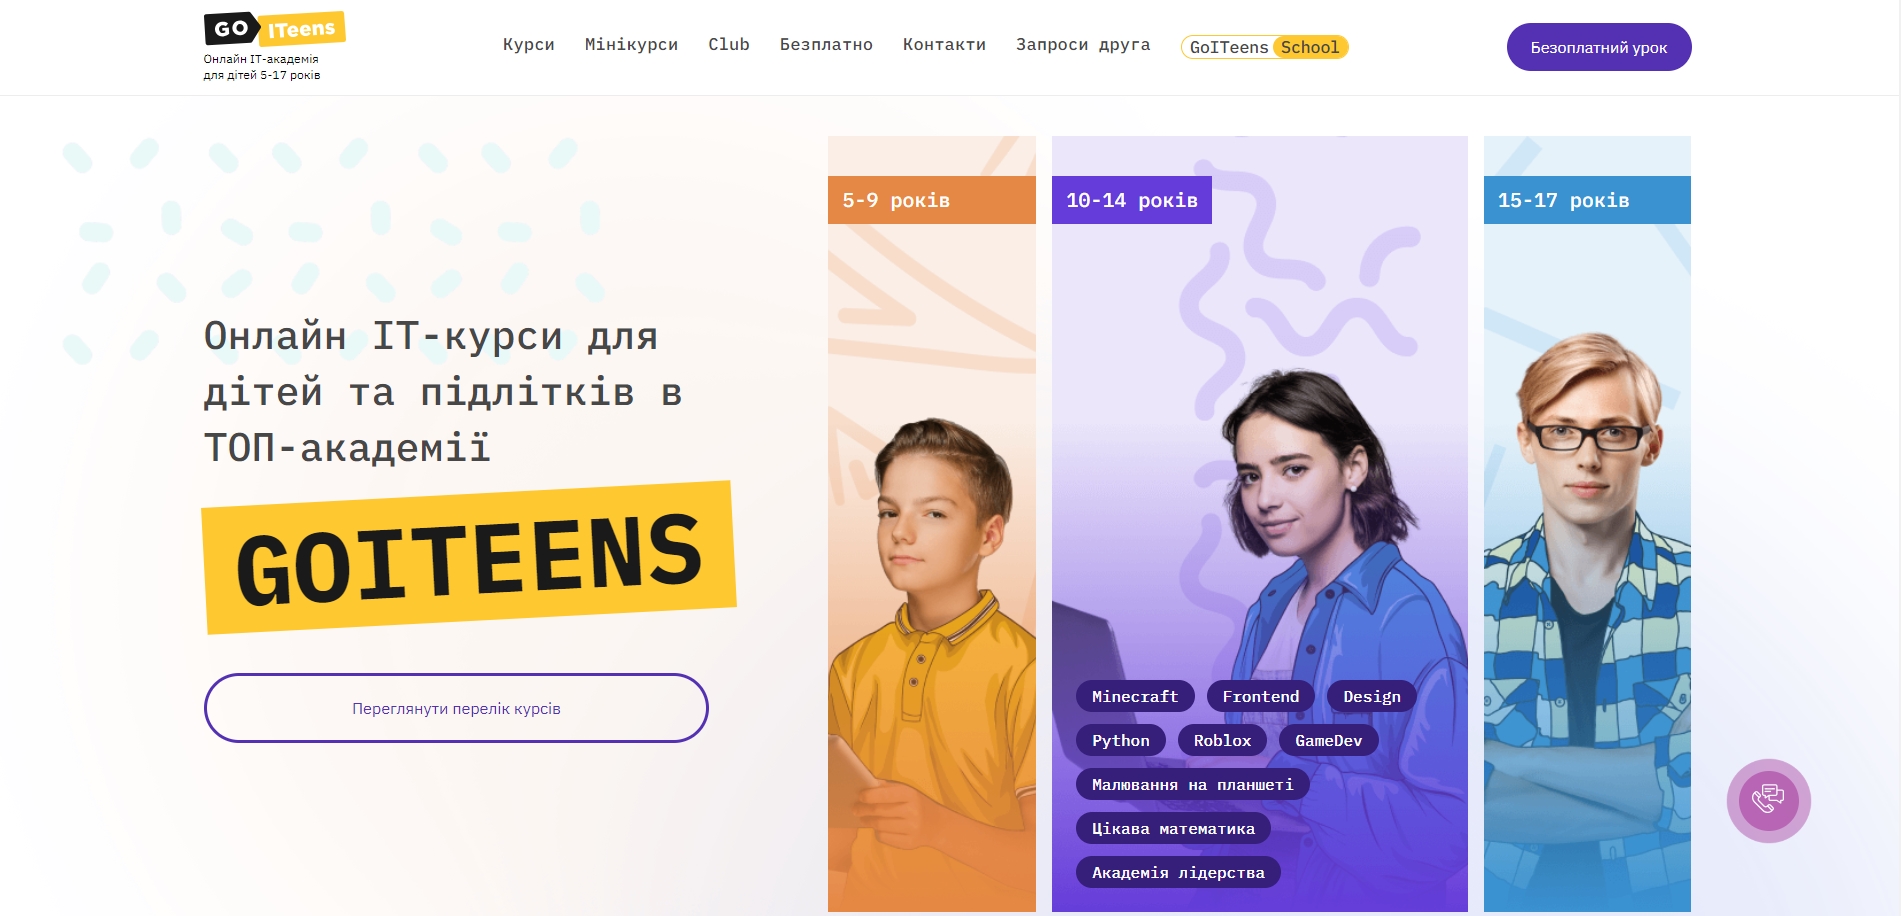 GO ITeens
Онлайн IT-академія
для дітей 5-17 років
Курси
Мінікурси
Club
Безплатно
Контакти
Запроси друга
GoITeens School
Безоплатний урок
Онлайн IT-курси для
дітей та підлітків в
ТОП-академії
GOITEENS
Переглянути перелік курсів
5-9 років
10-14 років
Minecraft
Frontend
Design
Python
Roblox
GameDev
Малювання на планшеті
Цікава математика
Академія лідерства
15-17 років